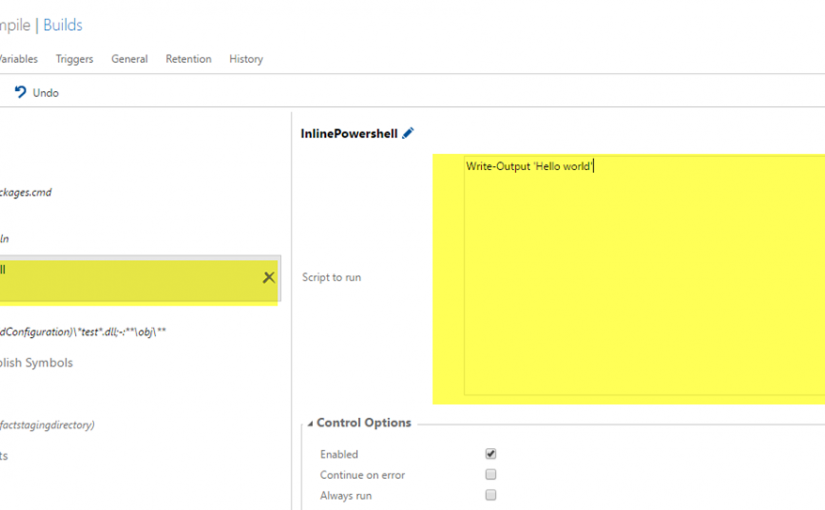 mpile | Builds
Variables Triggers General Retention History
Undo
InlinePowershell
Write-Output 'Hello world'
ckages.cmd
ln
ll
Script to run
dConfiguration)\*test*.dll;-:**\obj\**
blish Symbols
factstagingdirectory)
ts
Control Options
Enabled
Continue on error
Always run